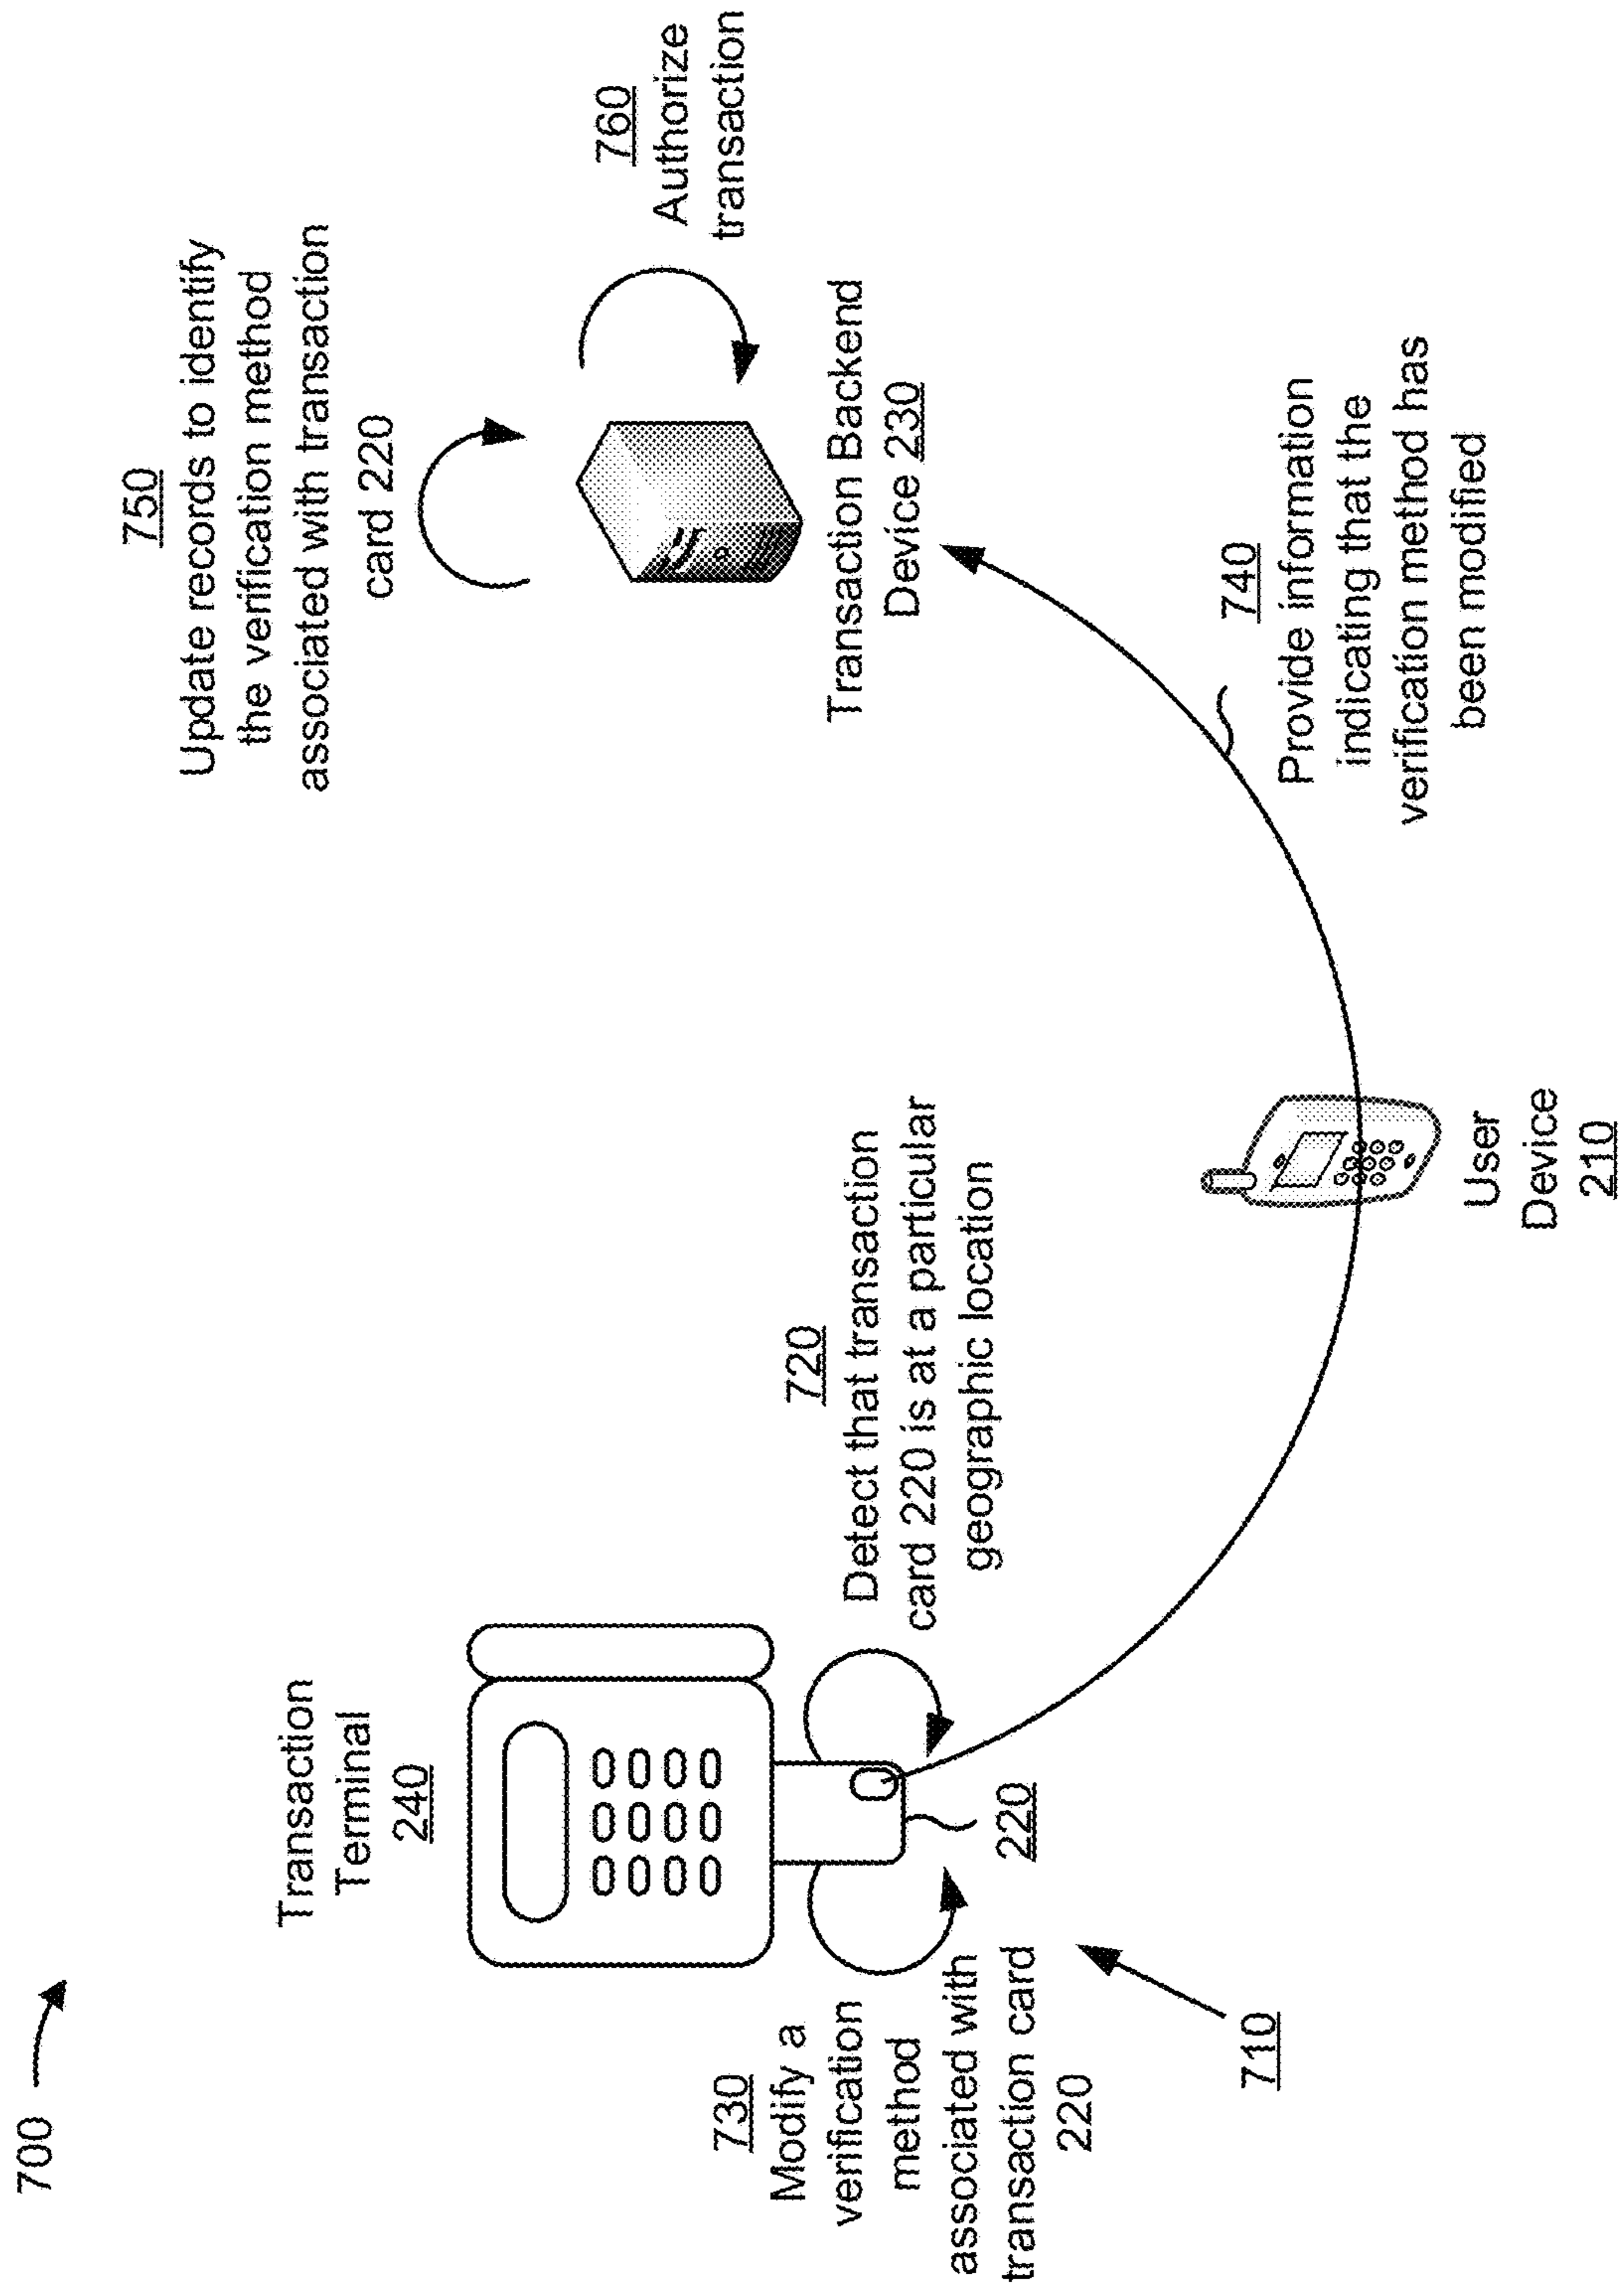 700
Transaction
Terminal
240
730
Modify a
verification
method
associated with
transaction card
220
710
220
720
Detect that transaction
card 220 is at a particular
geographic location
User
Device
210
740
Provide information
indicating that the
verification method has
been modified
750
Update records to identify
the verification method
associated with transaction
card 220
760
Authorize
transaction
Transaction Backend
Device 230